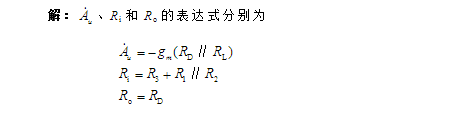 解： Ȧu 、 Ri 和 Ro 的表达式分别为
Ȧu = −gm(RD ∥ RL)
Ri = R3 + R1 ∥ R2
Ro = RD